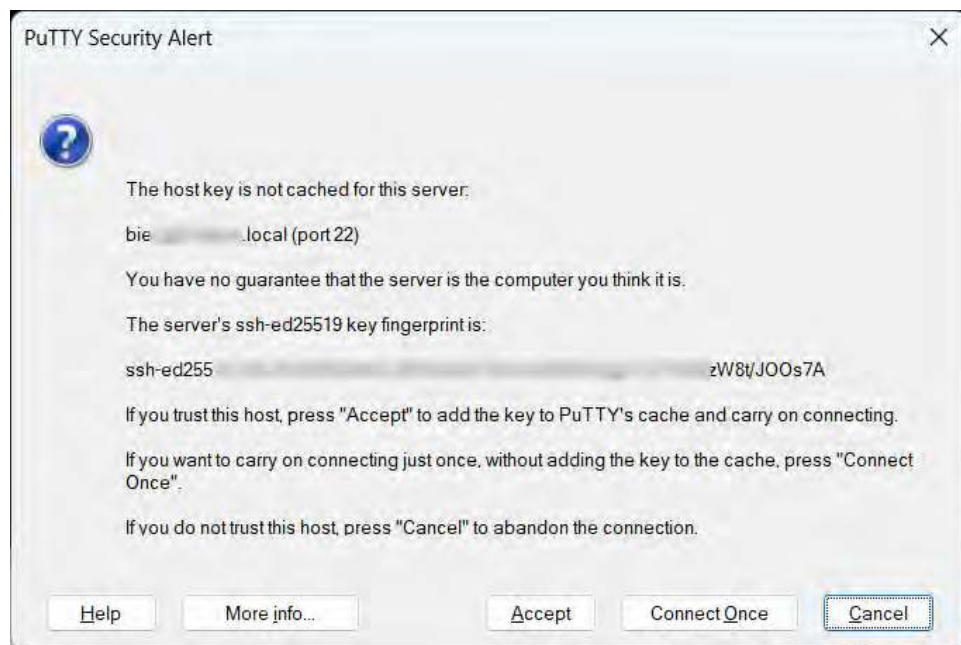 PuTTY Security Alert
The host key is not cached for this server:
bie .local (port 22)
You have no guarantee that the server is the computer you think it is.
The server's ssh-ed25519 key fingerprint is:
ssh-ed255 zW8t/JOOs7A
If you trust this host, press "Accept" to add the key to PuTTY's cache and carry on connecting.
If you want to carry on connecting just once, without adding the key to the cache, press "Connect
Once".
If you do not trust this host, press "Cancel" to abandon the connection.
Help More info... Accept Connect Once Cancel